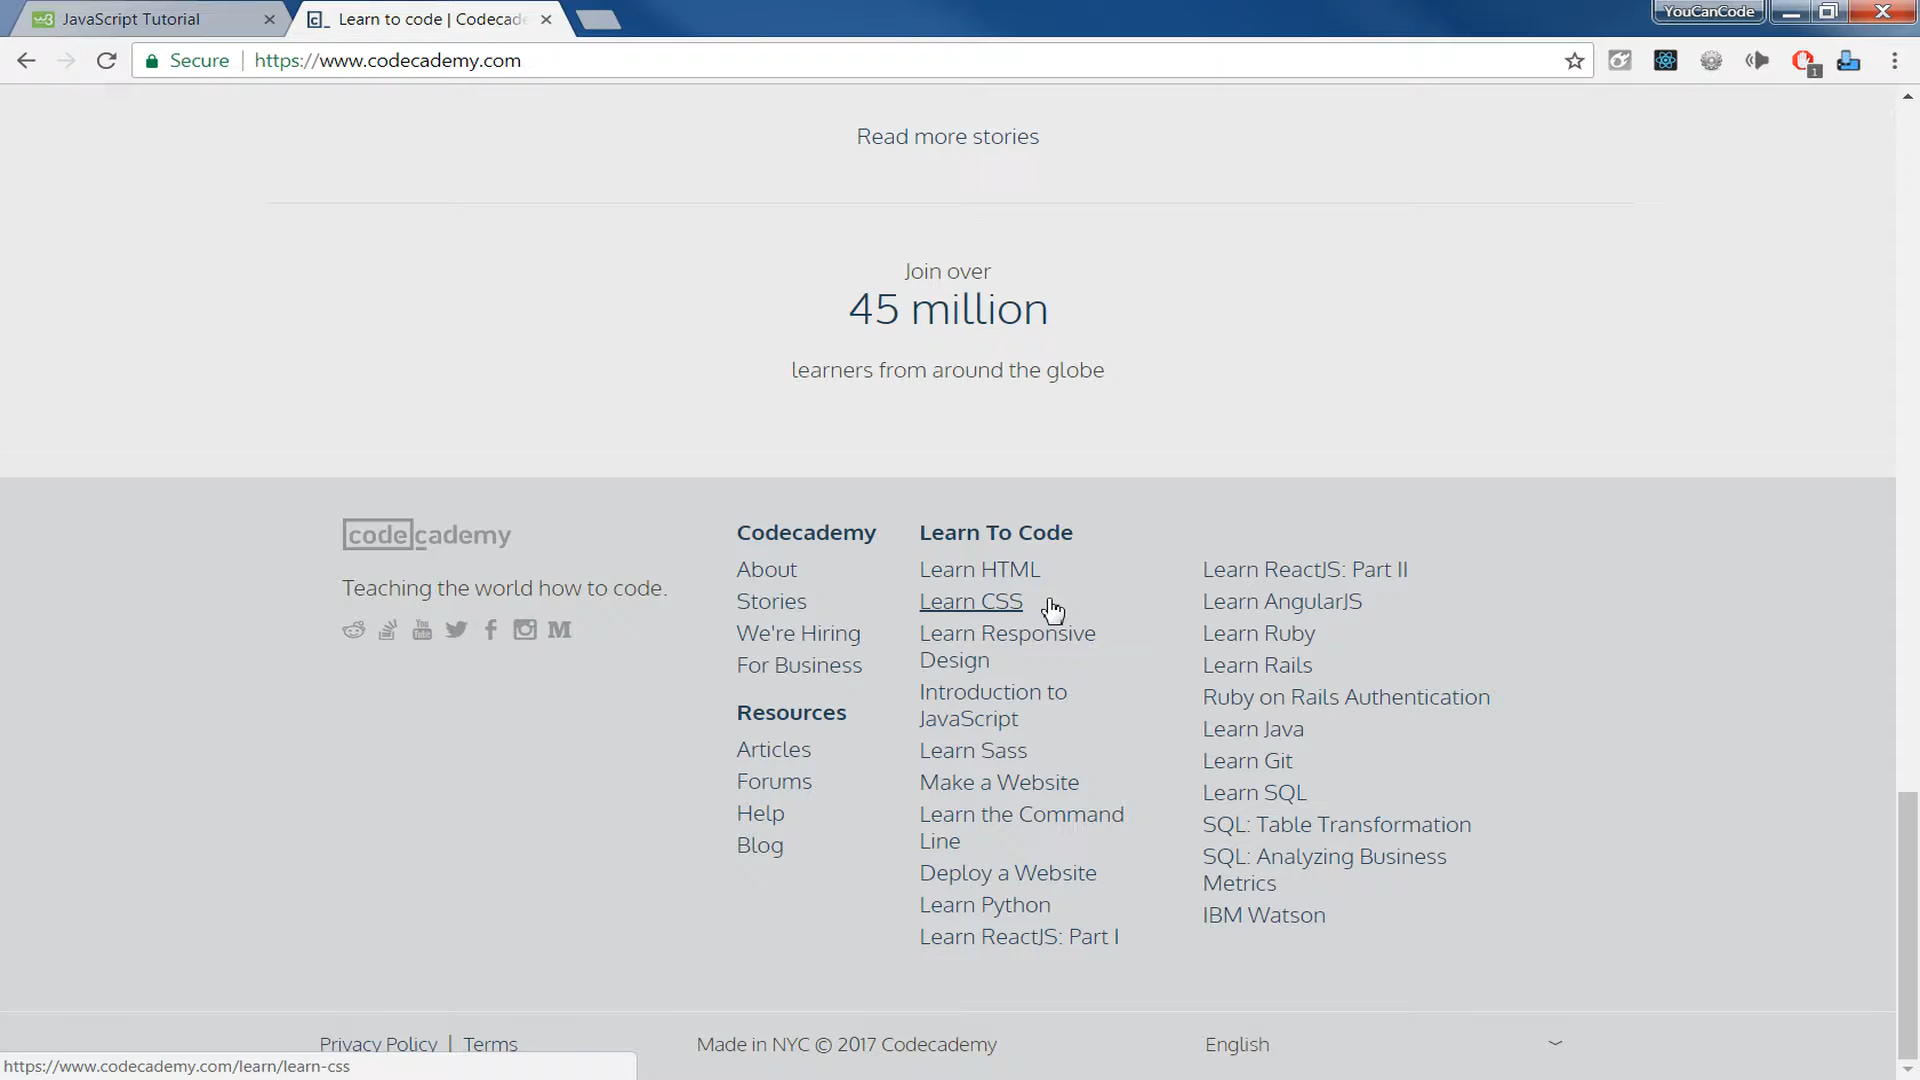 JavaScript Tutorial
Learn to code | Codecade
YouCanCode
Secure
https://www.codecademy.com
1
Read more stories
Join over
45 million
learners from around the globe
codecademy
Teaching the world how to code.
Codecademy
About
Stories
We're Hiring
For Business
Resources
Articles
Forums
Help
Blog
Learn To Code
Learn HTML
Learn CSS
Learn Responsive
Design
Introduction to
JavaScript
Learn Sass
Make a Website
Learn the Command
Line
Deploy a Website
Learn Python
Learn ReactJS: Part I
Learn ReactJS: Part II
Learn AngularJS
Learn Ruby
Learn Rails
Ruby on Rails Authentication
Learn Java
Learn Git
Learn SQL
SQL: Table Transformation
SQL: Analyzing Business
Metrics
IBM Watson
Privacy Policy | Terms
Made in NYC © 2017 Codecademy
English
https://www.codecademy.com/learn/learn-css